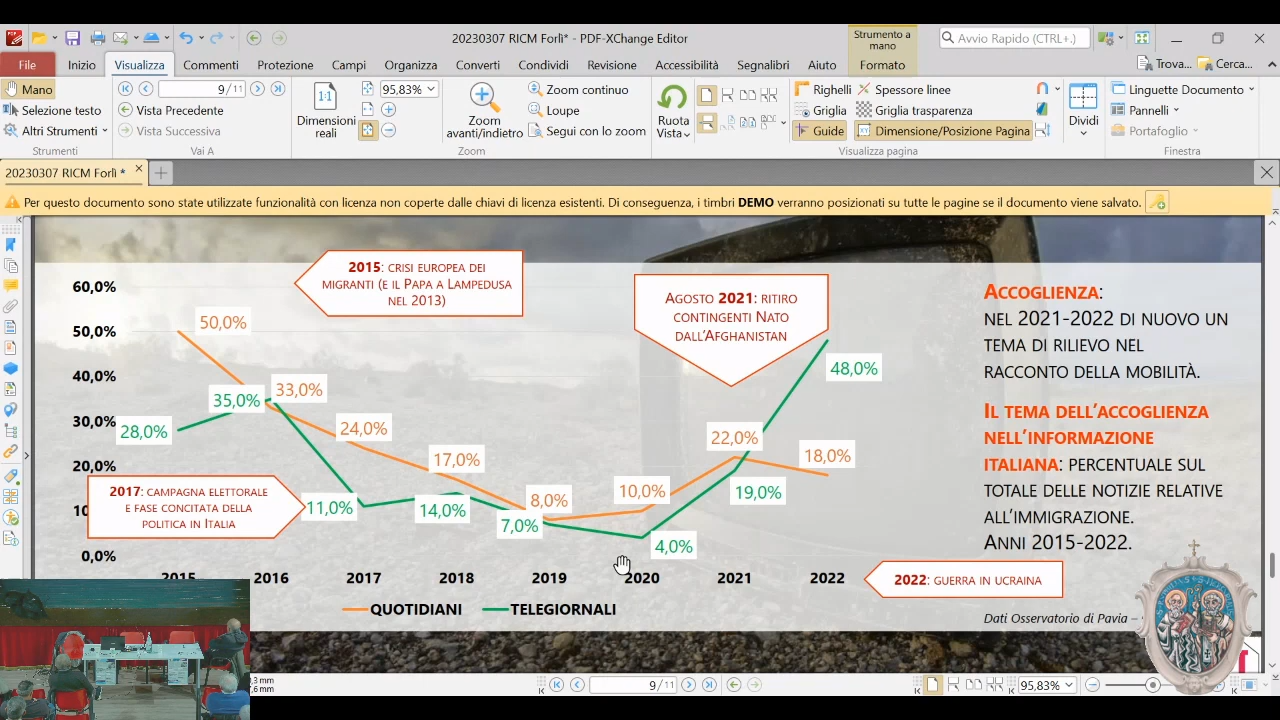 20230307 RICM Forlì* - PDF-XChange Editor
Strumento a mano
Avvio Rapido (CTRL+.)
File Inizio Visualizza Commenti Protezione Campi Organizza Converti Condividi Revisione Accessibilità Segnalibri Aiuto Formato Trova... Cerca...
Mano
Selezione testo
Altri Strumenti
Strumenti
9 / 11
Vista Precedente
Vista Successiva
Vai A
Dimensioni reali
95,83%
Zoom avanti/indietro
Zoom continuo
Loupe
Segui con lo zoom
Zoom
Ruota Vista
Righelli
Griglia
Guide
Spessore linee
Griglia trasparenza
Dimensione/Posizione Pagina
Visualizza pagina
Dividi
Linguette Documento
Pannelli
Portafoglio
Finestra
20230307 RICM Forlì *
Per questo documento sono state utilizzate funzionalità con licenza non coperte dalle chiavi di licenza esistenti. Di conseguenza, i timbri DEMO verranno posizionati su tutte le pagine se il documento viene salvato.
2015: CRISI EUROPEA DEI
MIGRANTI (E IL PAPA A LAMPEDUSA
NEL 2013)
AGOSTO 2021: RITIRO
CONTINGENTI NATO
DALL'AFGHANISTAN
2017: CAMPAGNA ELETTORALE
E FASE CONCITATA DELLA
POLITICA IN ITALIA
2022: GUERRA IN UCRAINA
60,0%
50,0%
40,0%
30,0%
20,0%
10
0,0%
50,0% 33,0% 24,0% 17,0% 8,0% 10,0% 22,0% 18,0%
28,0% 35,0% 11,0% 14,0% 7,0% 4,0% 19,0% 48,0%
2015 2016 2017 2018 2019 2020 2021 2022
QUOTIDIANI TELEGIORNALI
ACCOGLIENZA:
NEL 2021-2022 DI NUOVO UN
TEMA DI RILIEVO NEL
RACCONTO DELLA MOBILITÀ.
IL TEMA DELL'ACCOGLIENZA
NELL'INFORMAZIONE
ITALIANA: PERCENTUALE SUL
TOTALE DELLE NOTIZIE RELATIVE
ALL'IMMIGRAZIONE.
ANNI 2015-2022.
Dati Osservatorio di Pavia –
9 / 11
95,83%